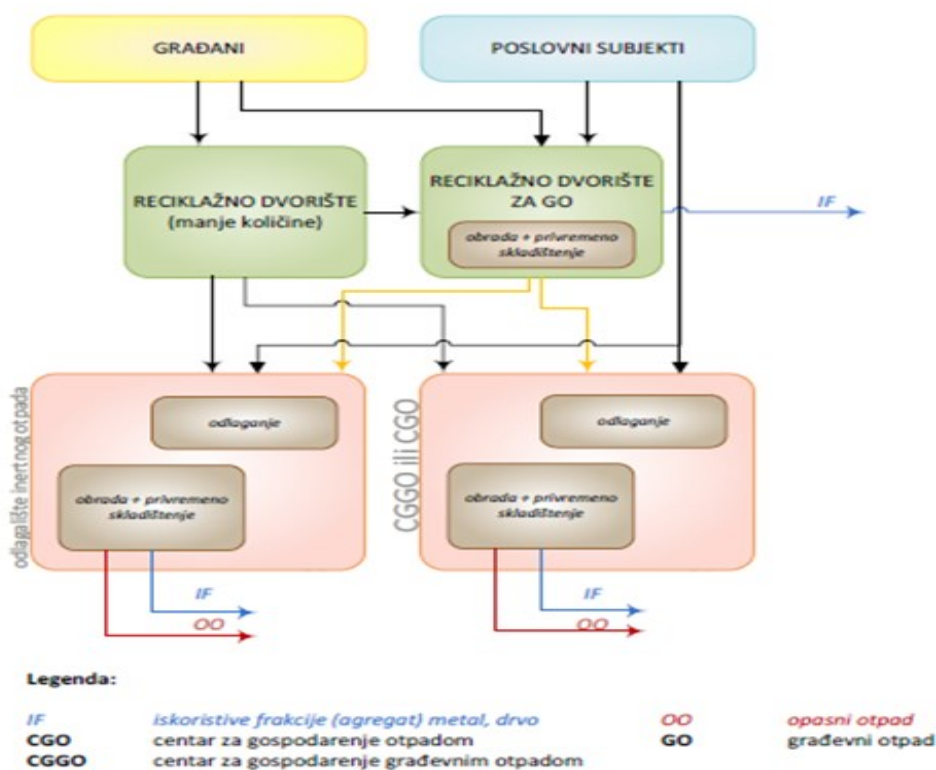 GRAĐANI
POSLOVNI SUBJEKTI
RECIKLAŽNO DVORIŠTE
(manje količine)
RECIKLAŽNO DVORIŠTE
ZA GO
obrada + privremeno
skladištenje
IF
odlagalište inertnog otpada
odlaganje
obrada + privremeno
skladištenje
IF
OO
CGGO ili CGO
odlaganje
obrada + privremeno
skladištenje
IF
OO
Legenda:
IF iskoristive frakcije (agregat) metal, drvo OO opasni otpad
CGO centar za gospodarenje otpadom GO građevni otpad
CGGO centar za gospodarenje građevnim otpadom